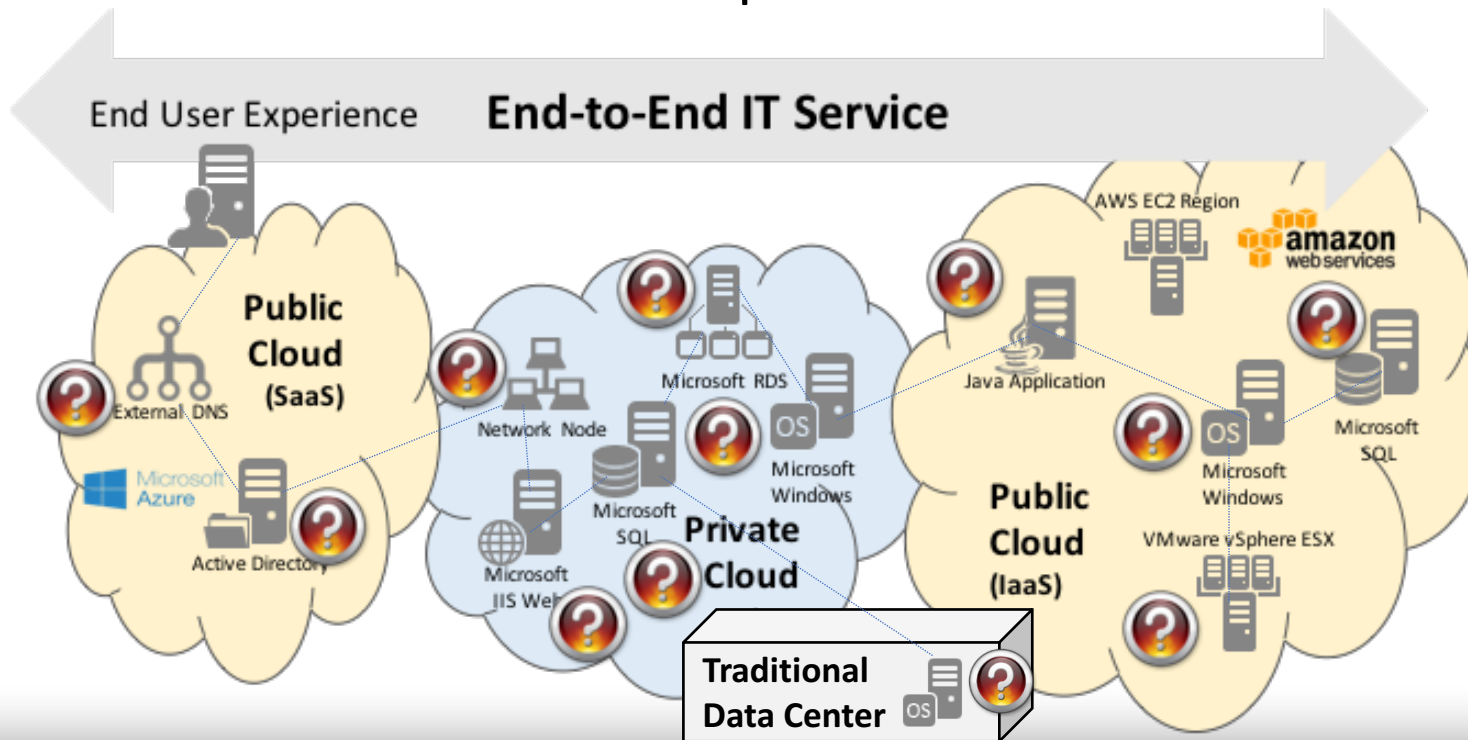 End User Experience
End-to-End IT Service
Public
Cloud
(SaaS)
External DNS
Microsoft
Azure
Active Directory
Network Node
Microsoft RDS
Microsoft
Windows
OS
Microsoft
SQL
Microsoft
IIS Web
Private
Cloud
Traditional
Data Center
OS
AWS EC2 Region
amazon
webservices
Java Application
Java
Public
Cloud
(IaaS)
OS
Microsoft
Windows
Microsoft
SQL
VMware vSphere ESX
?
?
?
?
?
?
?
?
?
?
?
?